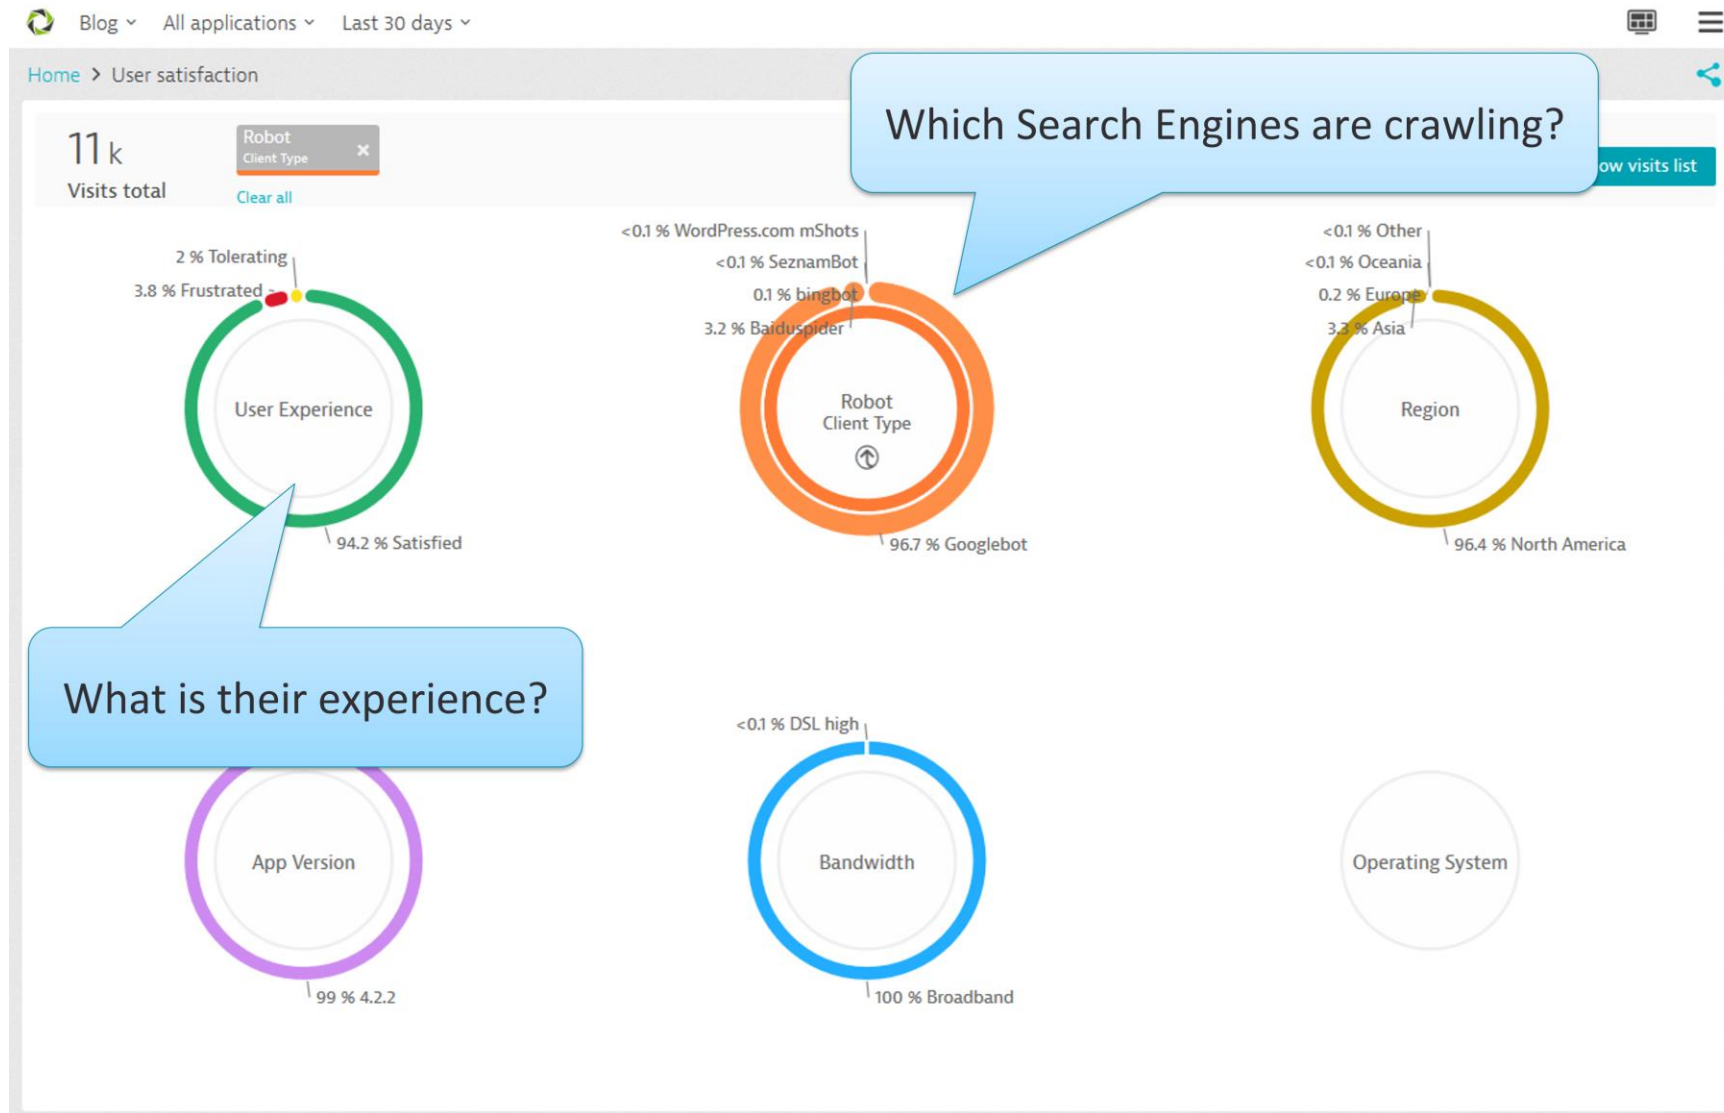 Blog
All applications
Last 30 days
Home > User satisfaction
Which Search Engines are crawling?
11 k
Visits total
Robot
Client Type
Clear all
ow visits list
2 % Tolerating
3.8 % Frustrated
User Experience
94.2 % Satisfied
<0.1 % WordPress.com mShots
<0.1 % SeznamBot
0.1 % bingbot
3.2 % Baiduspider
Robot
Client Type
96.7 % Googlebot
<0.1 % Other
<0.1 % Oceania
0.2 % Europe
3.3 % Asia
Region
96.4 % North America
What is their experience?
App Version
99 % 4.2.2
<0.1 % DSL high
Bandwidth
100 % Broadband
Operating System